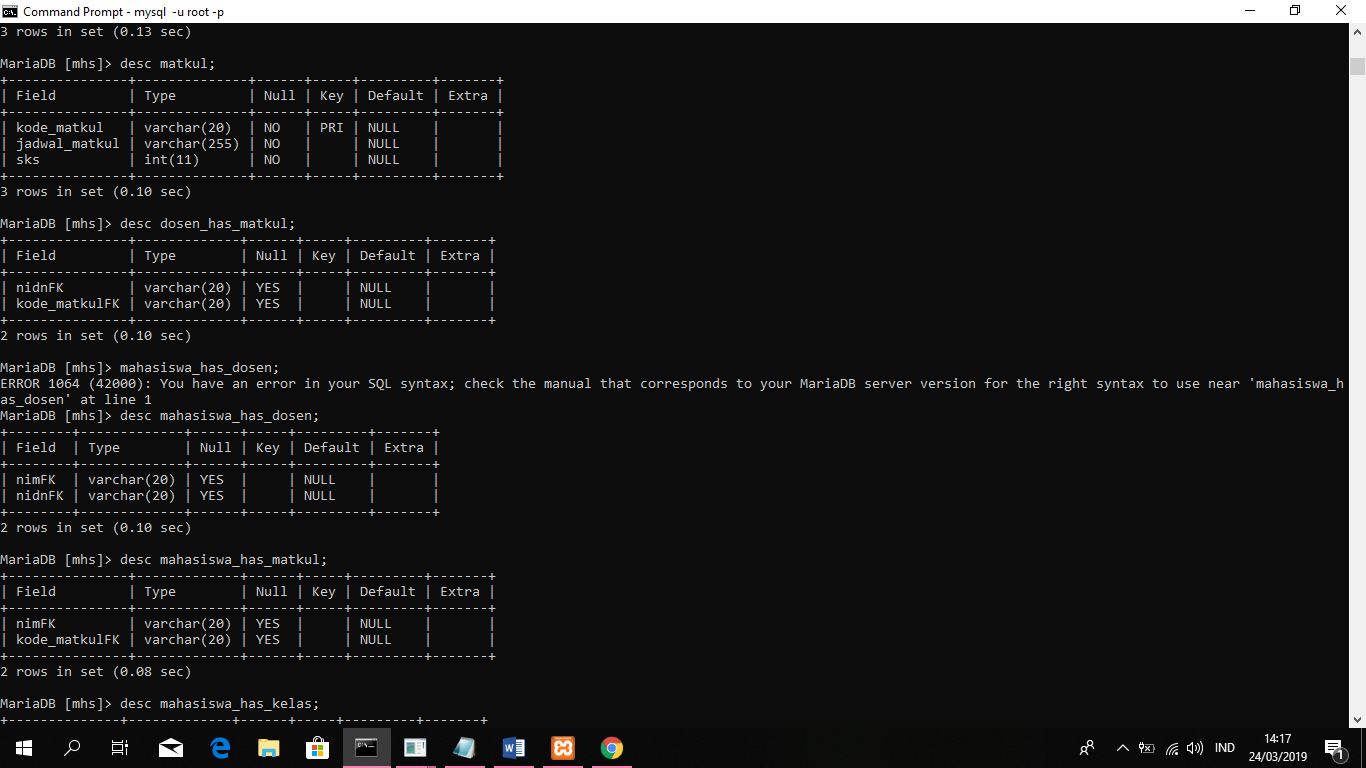 Command Prompt - mysql  -u root -p
3 rows in set (0.13 sec)
MariaDB [mhs]> desc matkul;
+---------------+--------------+------+-----+---------+-------+
| Field         | Type         | Null | Key | Default | Extra |
+---------------+--------------+------+-----+---------+-------+
| kode_matkul   | varchar(20)  | NO   | PRI | NULL    |       |
| jadwal_matkul | varchar(255) | NO   |     | NULL    |       |
| sks           | int(11)      | NO   |     | NULL    |       |
+---------------+--------------+------+-----+---------+-------+
3 rows in set (0.10 sec)
MariaDB [mhs]> desc dosen_has_matkul;
+---------------+-------------+------+-----+---------+-------+
| Field         | Type        | Null | Key | Default | Extra |
+---------------+-------------+------+-----+---------+-------+
| nidnFK        | varchar(20) | YES  |     | NULL    |       |
| kode_matkulFK | varchar(20) | YES  |     | NULL    |       |
+---------------+-------------+------+-----+---------+-------+
2 rows in set (0.10 sec)
MariaDB [mhs]> mahasiswa_has_dosen;
ERROR 1064 (42000): You have an error in your SQL syntax; check the manual that corresponds to your MariaDB server version for the right syntax to use near 'mahasiswa_h
as_dosen' at line 1
MariaDB [mhs]> desc mahasiswa_has_dosen;
+--------+-------------+------+-----+---------+-------+
| Field  | Type        | Null | Key | Default | Extra |
+--------+-------------+------+-----+---------+-------+
| nimFK  | varchar(20) | YES  |     | NULL    |       |
| nidnFK | varchar(20) | YES  |     | NULL    |       |
+--------+-------------+------+-----+---------+-------+
2 rows in set (0.10 sec)
MariaDB [mhs]> desc mahasiswa_has_matkul;
+---------------+-------------+------+-----+---------+-------+
| Field         | Type        | Null | Key | Default | Extra |
+---------------+-------------+------+-----+---------+-------+
| nimFK         | varchar(20) | YES  |     | NULL    |       |
| kode_matkulFK | varchar(20) | YES  |     | NULL    |       |
+---------------+-------------+------+-----+---------+-------+
2 rows in set (0.08 sec)
MariaDB [mhs]> desc mahasiswa_has_kelas;
+--------------+-------------+------+-----+---------+-------+
IND
14:17
24/03/2019
1